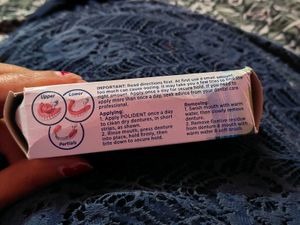 Upper
Lower
Partials
IMPORTANT: Read directions first. At first use a small amount,
too much can cause oozing. It may take you a few tries to find the
right amount. Apply once a day for secure hold. If you need to
apply more than once a day, seek advice from your dental care
professional.
Applying:
1. Apply POLIDENT once a day
to clean dry dentures, in short
strips, as shown.
2. Rinse mouth, press denture
into place, hold firmly, then
bite down to secure hold.
Removing:
1. Swish mouth with warm
water, then slowly remove
denture.
2. Remove fixative residue
from denture & mouth with
warm water & soft brush.